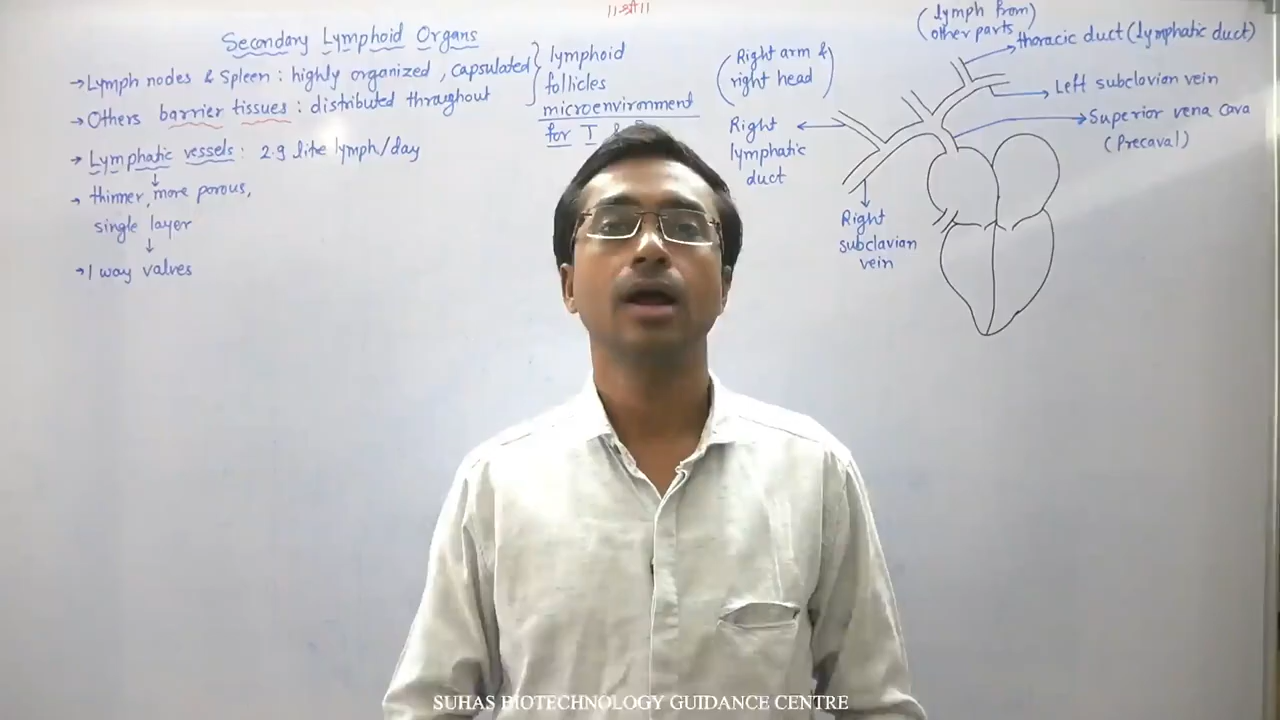 ॥श्री॥
Secondary Lymphoid Organs
→Lymph nodes & Spleen : highly organized, capsulated
→ Others barrier tissues : distributed throughout
lymphoid
follicles
microenvironment
for T &
→ Lymphatic vessels : 2.9 lite lymph/day
→ thinner, more porous,
single layer
→ 1 way valves
(Right arm &
right head)
Right
lymphatic
duct
Right
subclavian
vein
(lymph from)
other parts
thoracic duct (lymphatic duct)
Left subclavian vein
Superior vena cava
(Precaval)
SUHAS BIOTECHNOLOGY GUIDANCE CENTRE